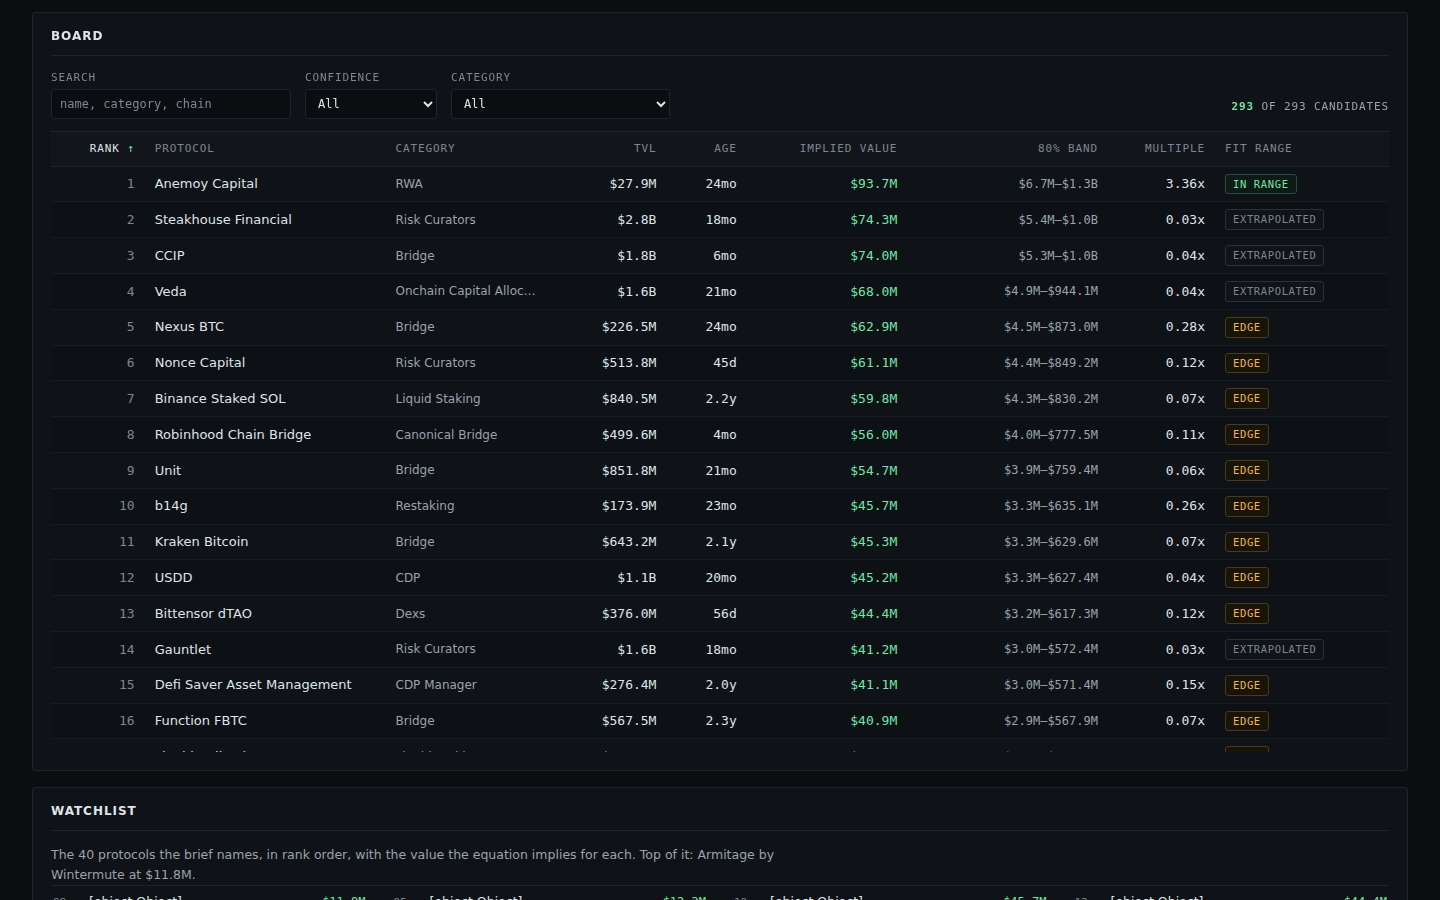 BOARD
SEARCH CONFIDENCE CATEGORY
name, category, chain All All 293 OF 293 CANDIDATES
RANK ↑ PROTOCOL CATEGORY TVL AGE IMPLIED VALUE 80% BAND MULTIPLE FIT RANGE
1 Anemoy Capital RWA $27.9M 24mo $93.7M $6.7M–$1.3B 3.36x IN RANGE
2 Steakhouse Financial Risk Curators $2.8B 18mo $74.3M $5.4M–$1.0B 0.03x EXTRAPOLATED
3 CCIP Bridge $1.8B 6mo $74.0M $5.3M–$1.0B 0.04x EXTRAPOLATED
4 Veda Onchain Capital Alloc… $1.6B 21mo $68.0M $4.9M–$944.1M 0.04x EXTRAPOLATED
5 Nexus BTC Bridge $226.5M 24mo $62.9M $4.5M–$873.0M 0.28x EDGE
6 Nonce Capital Risk Curators $513.8M 45d $61.1M $4.4M–$849.2M 0.12x EDGE
7 Binance Staked SOL Liquid Staking $840.5M 2.2y $59.8M $4.3M–$830.2M 0.07x EDGE
8 Robinhood Chain Bridge Canonical Bridge $499.6M 4mo $56.0M $4.0M–$777.5M 0.11x EDGE
9 Unit Bridge $851.8M 21mo $54.7M $3.9M–$759.4M 0.06x EDGE
10 b14g Restaking $173.9M 23mo $45.7M $3.3M–$635.1M 0.26x EDGE
11 Kraken Bitcoin Bridge $643.2M 2.1y $45.3M $3.3M–$629.6M 0.07x EDGE
12 USDD CDP $1.1B 20mo $45.2M $3.3M–$627.4M 0.04x EDGE
13 Bittensor dTAO Dexs $376.0M 56d $44.4M $3.2M–$617.3M 0.12x EDGE
14 Gauntlet Risk Curators $1.6B 18mo $41.2M $3.0M–$572.4M 0.03x EXTRAPOLATED
15 Defi Saver Asset Management CDP Manager $276.4M 2.0y $41.1M $3.0M–$571.4M 0.15x EDGE
16 Function FBTC Bridge $567.5M 2.3y $40.9M $2.9M–$567.9M 0.07x EDGE
WATCHLIST
The 40 protocols the brief names, in rank order, with the value the equation implies for each. Top of it: Armitage by
Wintermute at $11.8M.
[object Object] $11.8M [object Object] [object Object] $45.7M [object Object] $44.4M